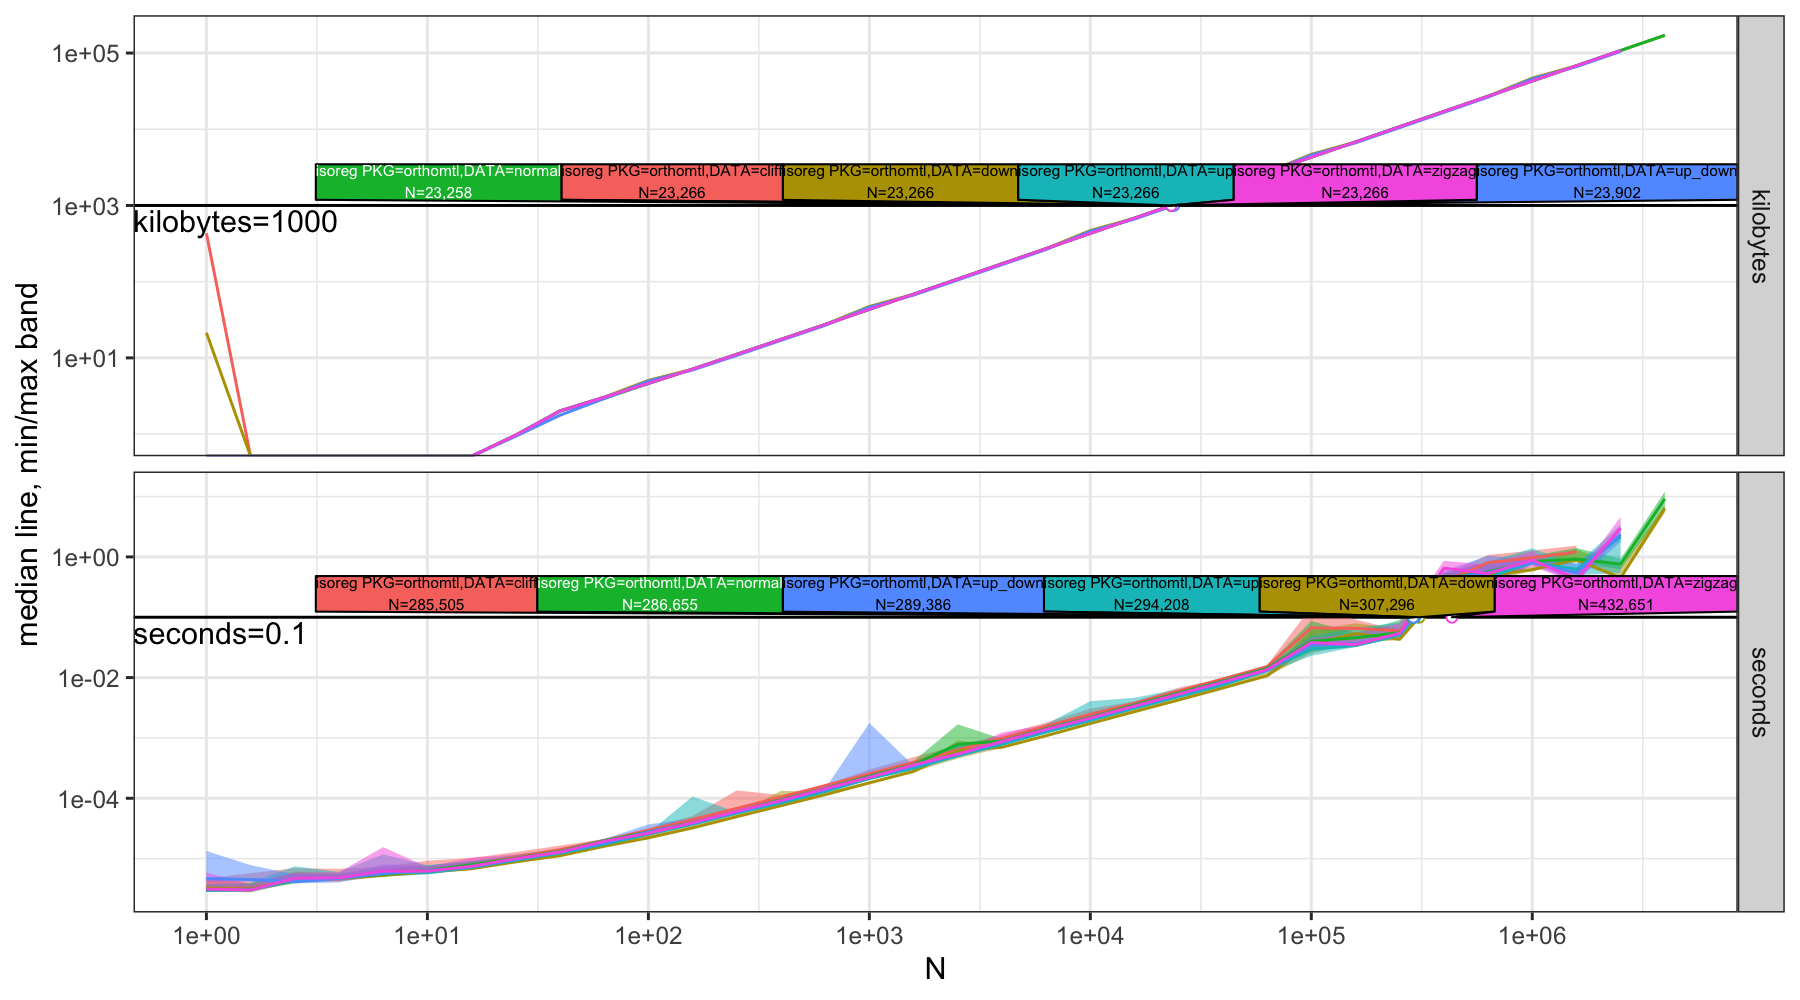 1e+05
1e+03
1e+01
isoreg PKG=orthomtl,DATA=normal
N=23,258
isoreg PKG=orthomtl,DATA=cliff
N=23,266
isoreg PKG=orthomtl,DATA=down
N=23,266
isoreg PKG=orthomtl,DATA=up
N=23,266
isoreg PKG=orthomtl,DATA=zigzag
N=23,266
isoreg PKG=orthomtl,DATA=up_down
N=23,902
kilobytes=1000
kilobytes
median line, min/max band
1e+00
1e-02
1e-04
isoreg PKG=orthomtl,DATA=cliff
N=285,505
isoreg PKG=orthomtl,DATA=normal
N=286,655
isoreg PKG=orthomtl,DATA=up_down
N=289,386
isoreg PKG=orthomtl,DATA=up
N=294,208
isoreg PKG=orthomtl,DATA=down
N=307,296
isoreg PKG=orthomtl,DATA=zigzag
N=432,651
seconds=0.1
seconds
1e+00
1e+01
1e+02
1e+03
1e+04
1e+05
1e+06
N